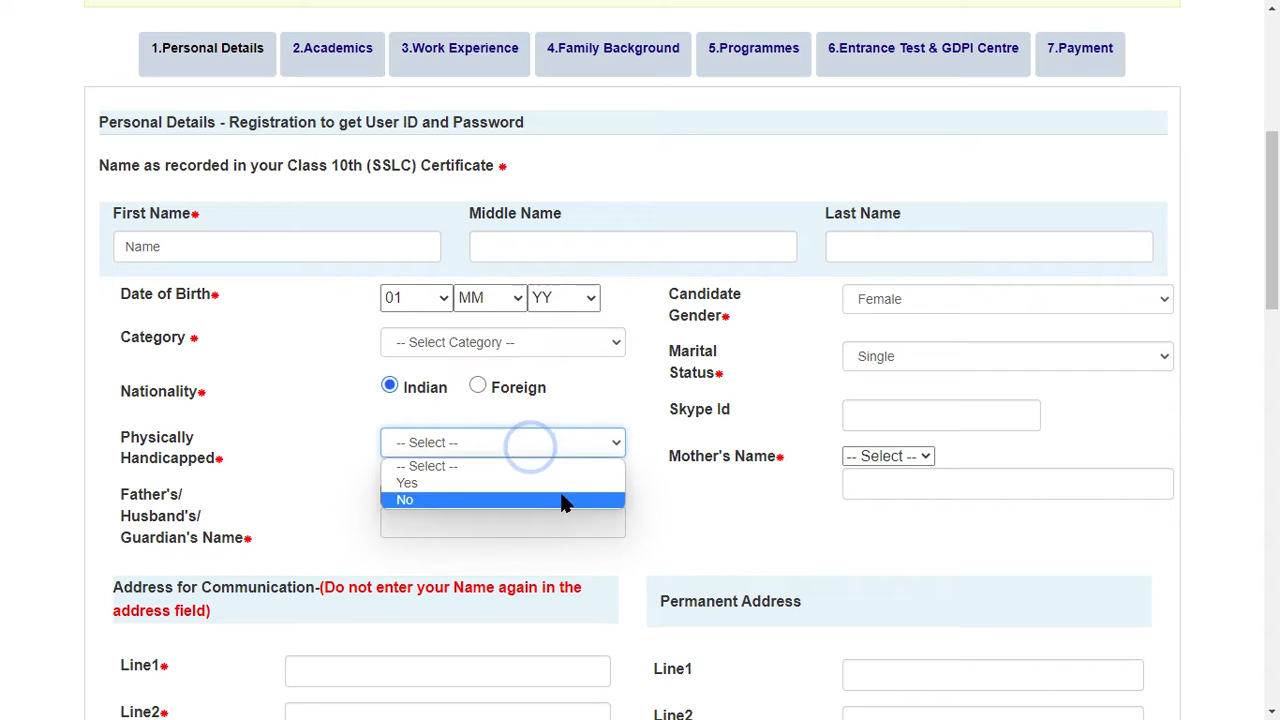 1.Personal Details 2.Academics 3.Work Experience 4.Family Background 5.Programmes 6.Entrance Test & GDPI Centre 7.Payment
Personal Details - Registration to get User ID and Password
Name as recorded in your Class 10th (SSLC) Certificate *
First Name* Middle Name Last Name
Name
Date of Birth* 01 MM YY
Candidate
Gender* Female
Category * -- Select Category --
Marital
Status* Single
Nationality* Indian Foreign
Skype Id
Physically
Handicapped* -- Select --
-- Select --
Yes
No
Mother's Name* -- Select --
Father's/
Husband's/
Guardian's Name*
Address for Communication-(Do not enter your Name again in the
address field)
Permanent Address
Line1* Line1
Line2* Line2